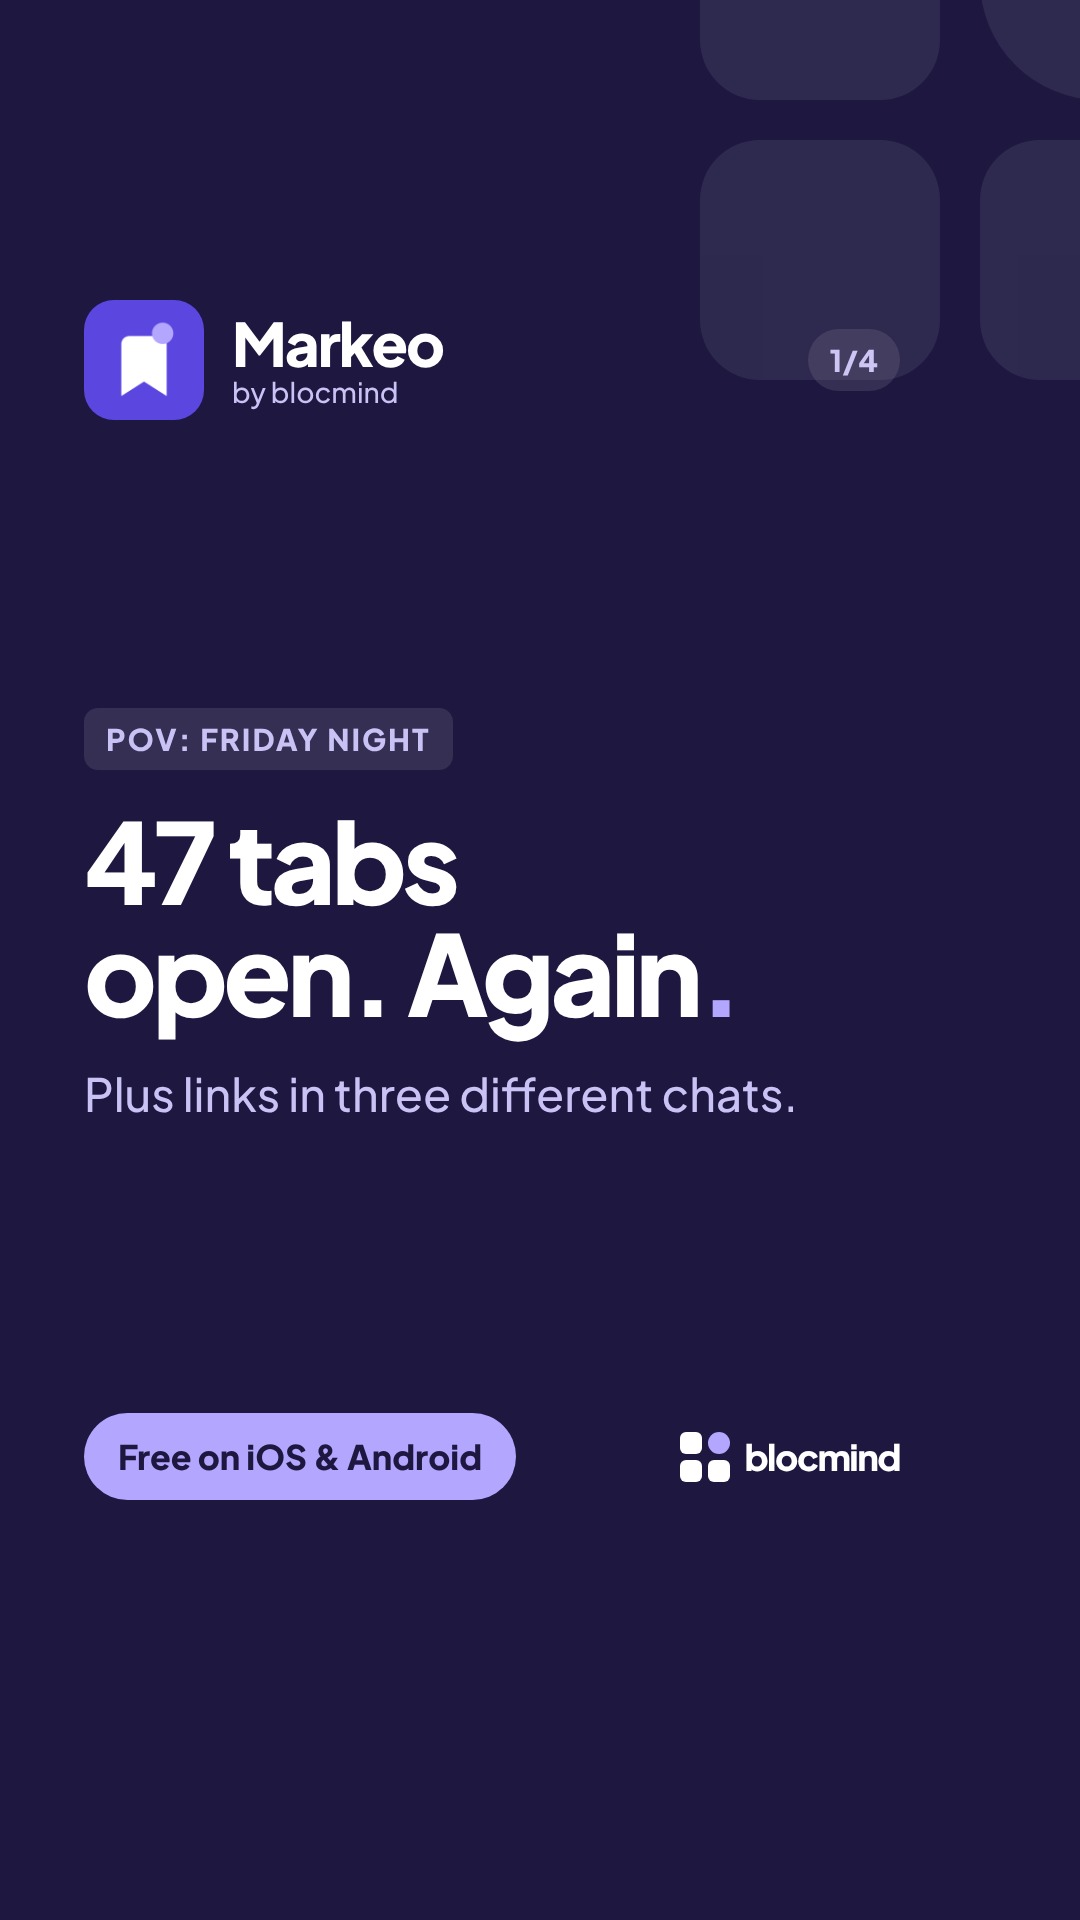 Markeo
by blocmind
1/4
POV: FRIDAY NIGHT
47 tabs
open. Again.
Plus links in three different chats.
Free on iOS & Android
blocmind